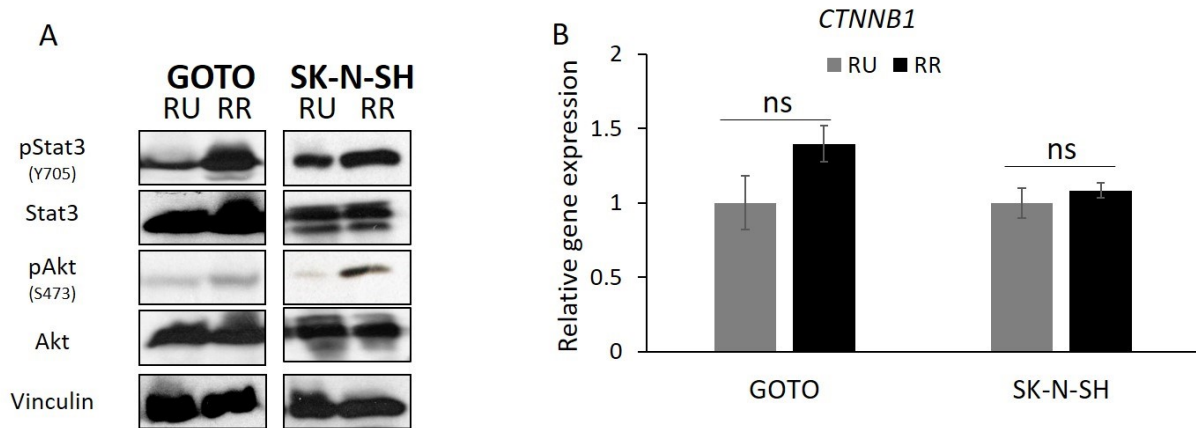 A
GOTO SK-N-SH
RU RR RU RR
pStat3
(Y705)
Stat3
pAkt
(S473)
Akt
Vinculin
B
CTNNB1
RU RR
Relative gene expression
2
1.5
1
0.5
0
ns
ns
GOTO SK-N-SH